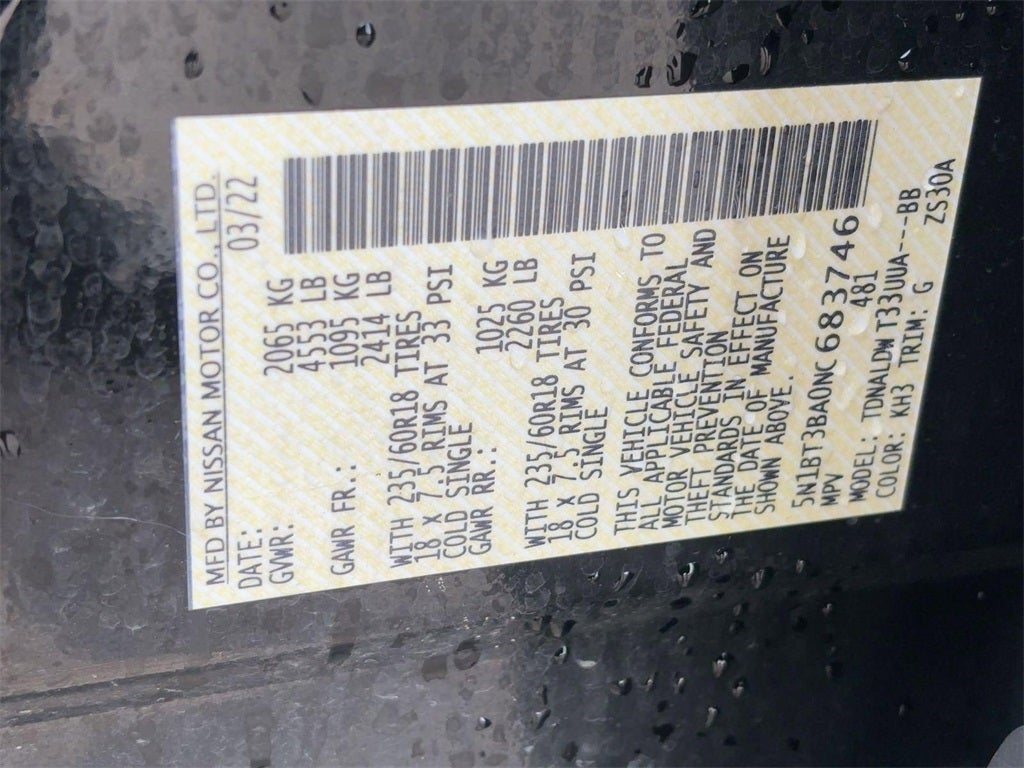 MFD BY NISSAN MOTOR CO., LTD.
DATE: 03/22
GVWR: 2065 KG
4553 LB
GAWR FR.: 1095 KG
2414 LB
WITH 235/60R18 TIRES
18 X 7.5 RIMS AT 33 PSI
COLD SINGLE
GAWR RR.: 1025 KG
2260 LB
WITH 235/60R18 TIRES
18 X 7.5 RIMS AT 30 PSI
COLD SINGLE
THIS VEHICLE CONFORMS TO
ALL APPLICABLE FEDERAL
MOTOR VEHICLE SAFETY AND
THEFT PREVENTION
STANDARDS IN EFFECT ON
THE DATE OF MANUFACTURE
SHOWN ABOVE.
5N1BT3BA0NC683746
MPV 481
MODEL: TDNALDW T33UUA---BB
COLOR: KH3 TRIM: G ZS30A